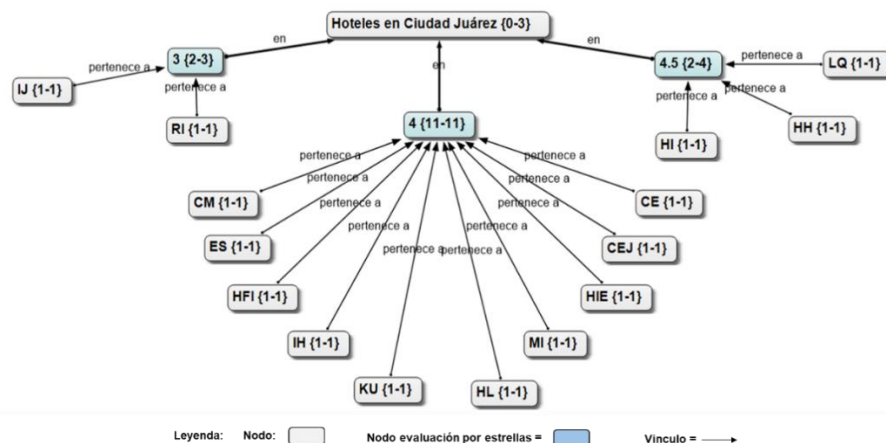 Hoteles en Ciudad Juárez {0-3}
en
en
en
3 {2-3}
4.5 {2-4}
pertenece a
LQ {1-1}
pertenece a
IJ {1-1}
pertenece a
pertenece a
RI {1-1}
4 {11-11}
HH {1-1}
HI {1-1}
pertenece a
pertenece a
pertenece a
pertenece a
CM {1-1}
CE {1-1}
pertenece a
pertenece a
pertenece a
pertenece a
ES {1-1}
CEJ {1-1}
pertenece a
pertenece a
HFI {1-1}
HIE {1-1}
IH {1-1}
MI {1-1}
KU {1-1}
HL {1-1}
Leyenda: Nodo: Nodo evaluación por estrellas = Vinculo =